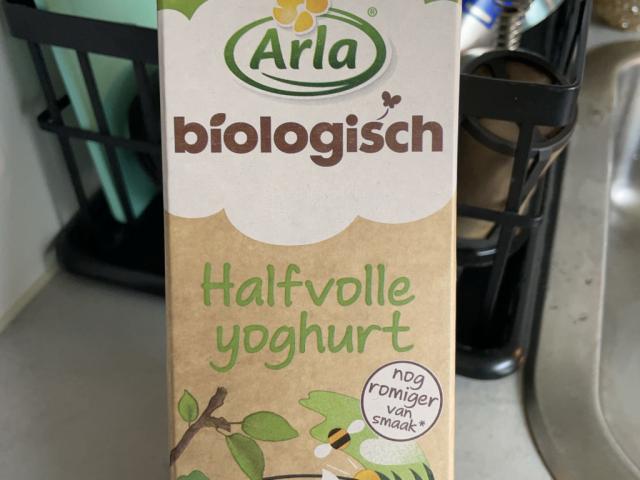 Arla®
biologisch
Halfvolle
yoghurt
nog
romiger
van
smaak*